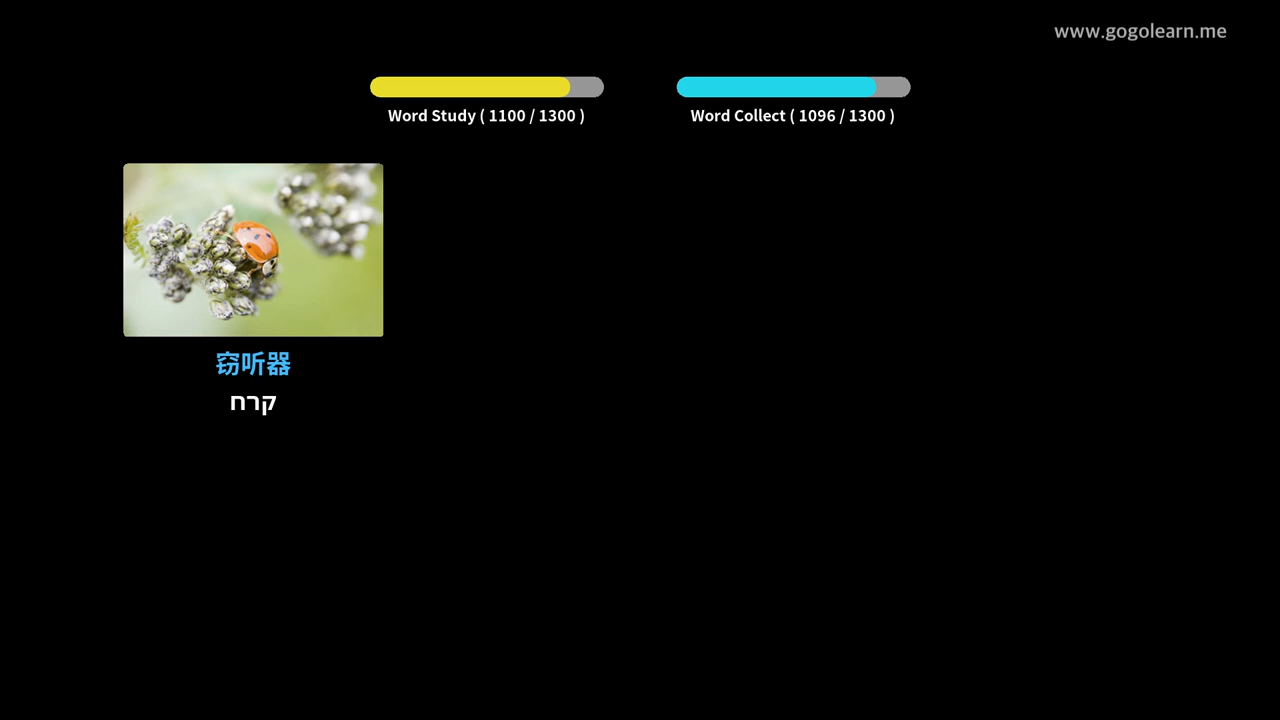 www.gogolearn.me
Word Study ( 1100 / 1300 )
Word Collect ( 1096 / 1300 )
窃听器
קרח